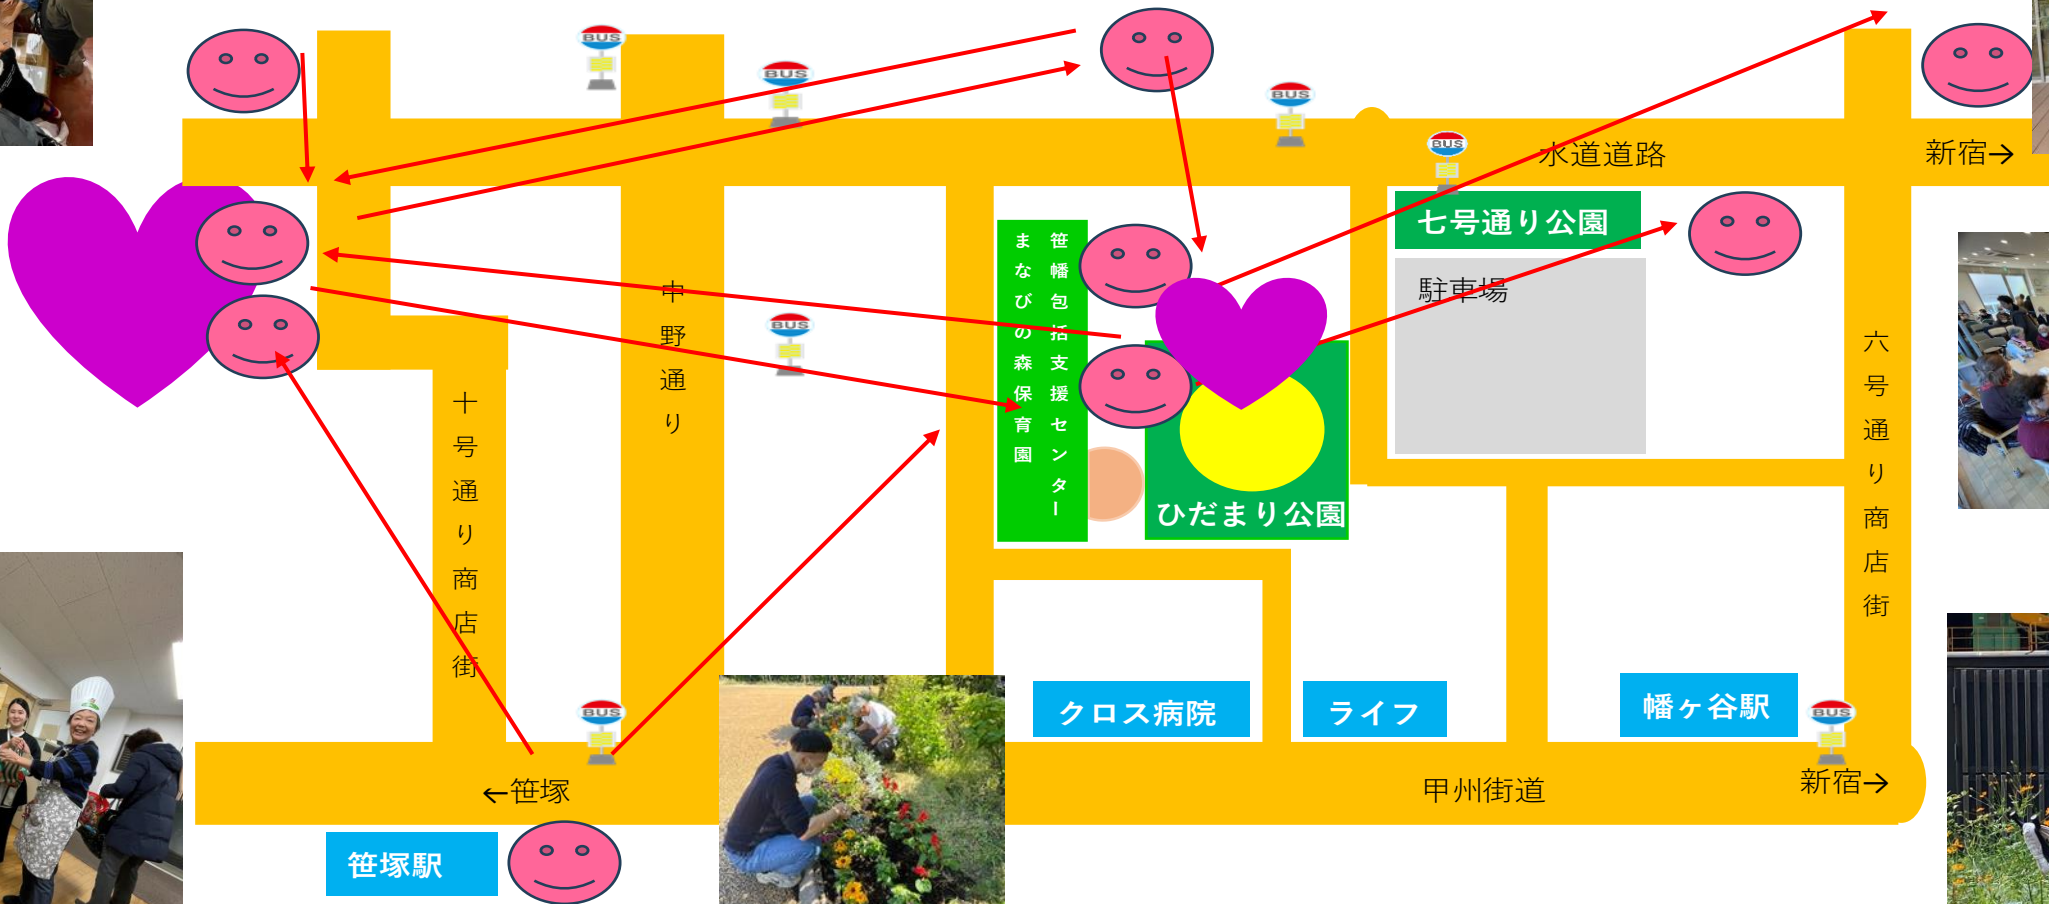 BUS
BUS
BUS
BUS
水道道路
新宿→
七号通り公園
笹幡包括支援センター
まなびの森保育園
駐車場
中野通り
BUS
六号通り商店街
十号通り商店街
ひだまり公園
クロス病院
ライフ
幡ヶ谷駅
BUS
BUS
←笹塚
甲州街道
新宿→
笹塚駅